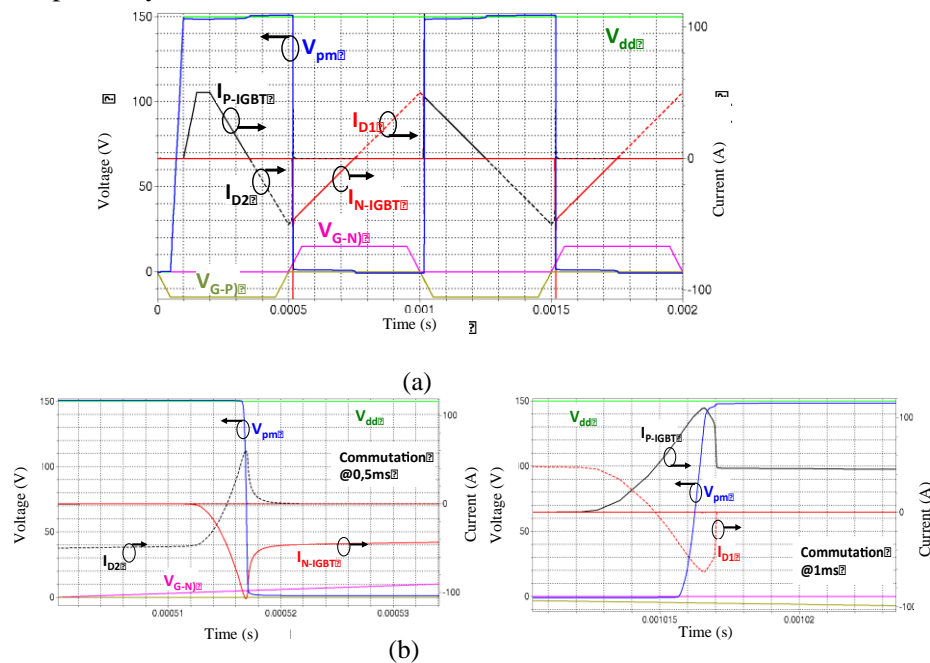 150
100
V_dd
V_pm
I_P-IGBT
100
I_D1
Voltage (V)
0
Current (A)
50
I_D2
I_N-IGBT
V_G-N)
0
V_G-P)
-100
0
0.0005
0.001
0.0015
0.002
Time (s)
(a)
150
V_dd
100
V_pm
Commutation
@0,5ms
100
Voltage (V)
0
Current (A)
50
I_D2
I_N-IGBT
V_G-N)
0
-100
0.00051
0.00052
0.00053
Time (s)
150
V_dd
100
I_P-IGBT
100
V_pm
Voltage (V)
0
Current (A)
50
I_D1
Commutation
@1ms
0
-100
0.001015
0.00102
Time (s)
(b)